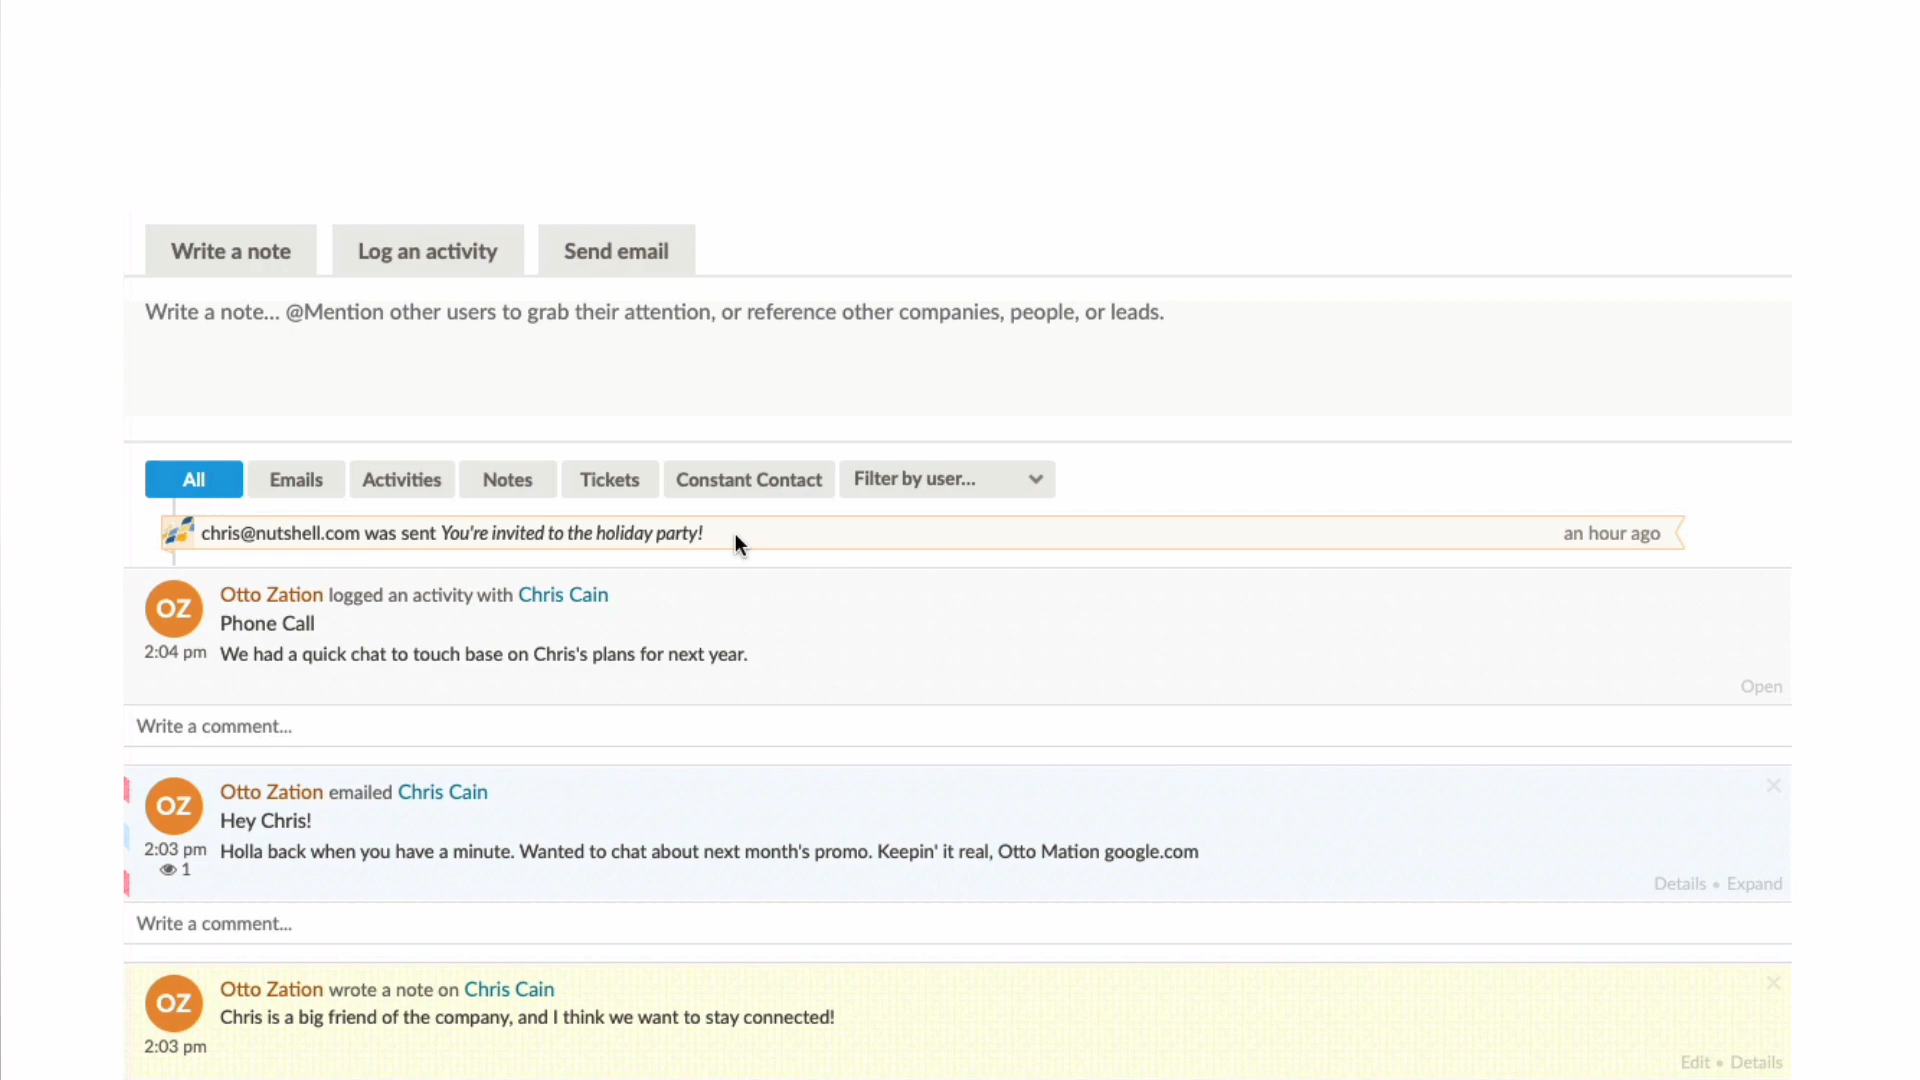 Write a note
Log an activity
Send email
Write a note... @Mention other users to grab their attention, or reference other companies, people, or leads.
All
Emails
Activities
Notes
Tickets
Constant Contact
Filter by user...
chris@nutshell.com was sent You're invited to the holiday party!
an hour ago
OZ
Otto Zation logged an activity with Chris Cain
Phone Call
2:04 pm
We had a quick chat to touch base on Chris's plans for next year.
Open
Write a comment...
OZ
Otto Zation emailed Chris Cain
Hey Chris!
2:03 pm
Holla back when you have a minute. Wanted to chat about next month's promo. Keepin' it real, Otto Mation google.com
1
Details • Expand
Write a comment...
OZ
Otto Zation wrote a note on Chris Cain
Chris is a big friend of the company, and I think we want to stay connected!
2:03 pm
Edit • Details